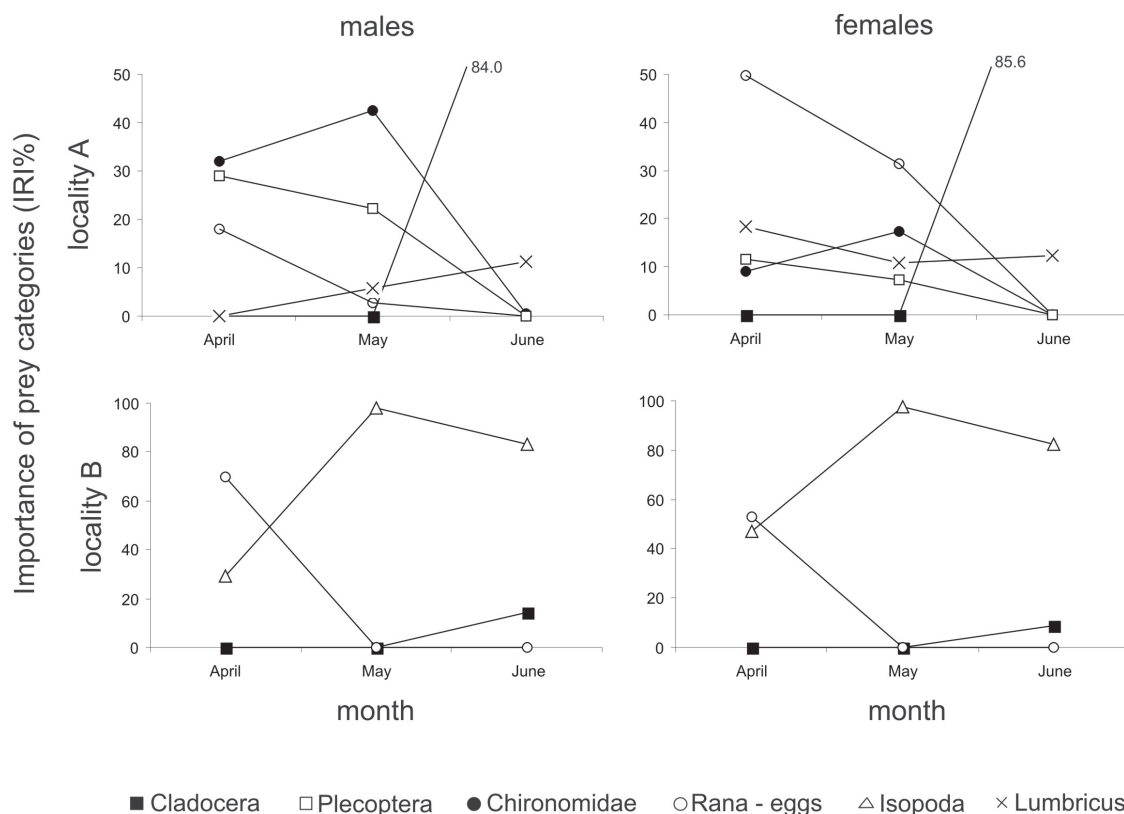 males
females
Importance of prey categories (IRI%)
locality A
50
40
30
20
10
0
84.0
April
May
June
50
40
30
20
10
0
85.6
April
May
June
locality B
100
80
60
40
20
0
April
May
June
100
80
60
40
20
0
April
May
June
month
month
Cladocera Plecoptera Chironomidae Rana - eggs Isopoda Lumbricus